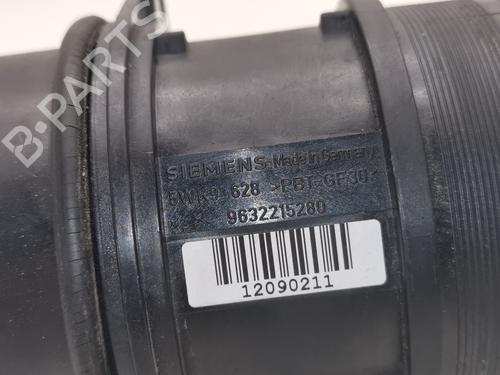 B-PARTS
SIEMENS Made in Germany
5WK9 628 >PBT-GF30<
9632215280
12090211